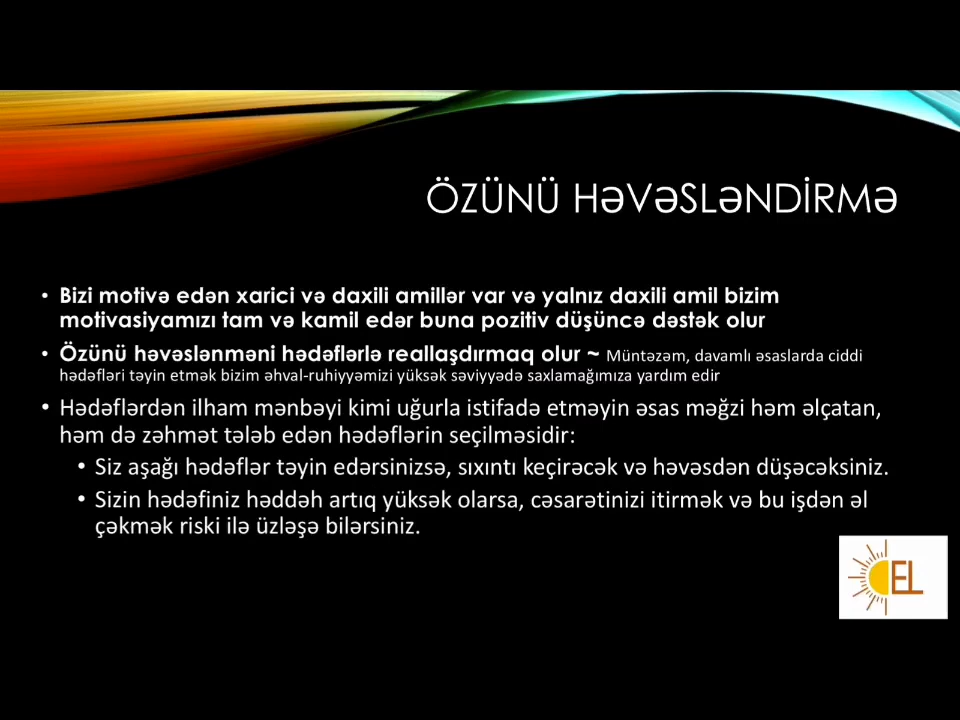 ÖZÜNÜ HƏVƏSLƏNDİRMƏ
• Bizi motivə edən xarici və daxili amillər var və yalnız daxili amil bizim
motivasiyamızı tam və kamil edər buna pozitiv düşüncə dəstək olur
• Özünü həvəslənməni hədəflərlə reallaşdırmaq olur ~ Müntəzəm, davamlı əsaslarda ciddi
hədəfləri təyin etmək bizim əhval-ruhiyyəmizi yüksək səviyyədə saxlamağımıza yardım edir
• Hədəflərdən ilham mənbəyi kimi uğurla istifadə etməyin əsas məğzi həm əlçatan,
həm də zəhmət tələb edən hədəflərin seçilməsidir:
• Siz aşağı hədəflər təyin edərsinizsə, sıxıntı keçirəcək və həvəsdən düşəcəksiniz.
• Sizin hədəfiniz həddəh artıq yüksək olarsa, cəsarətinizi itirmək və bu işdən əl
çəkmək riski ilə üzləşə bilərsiniz.
EL